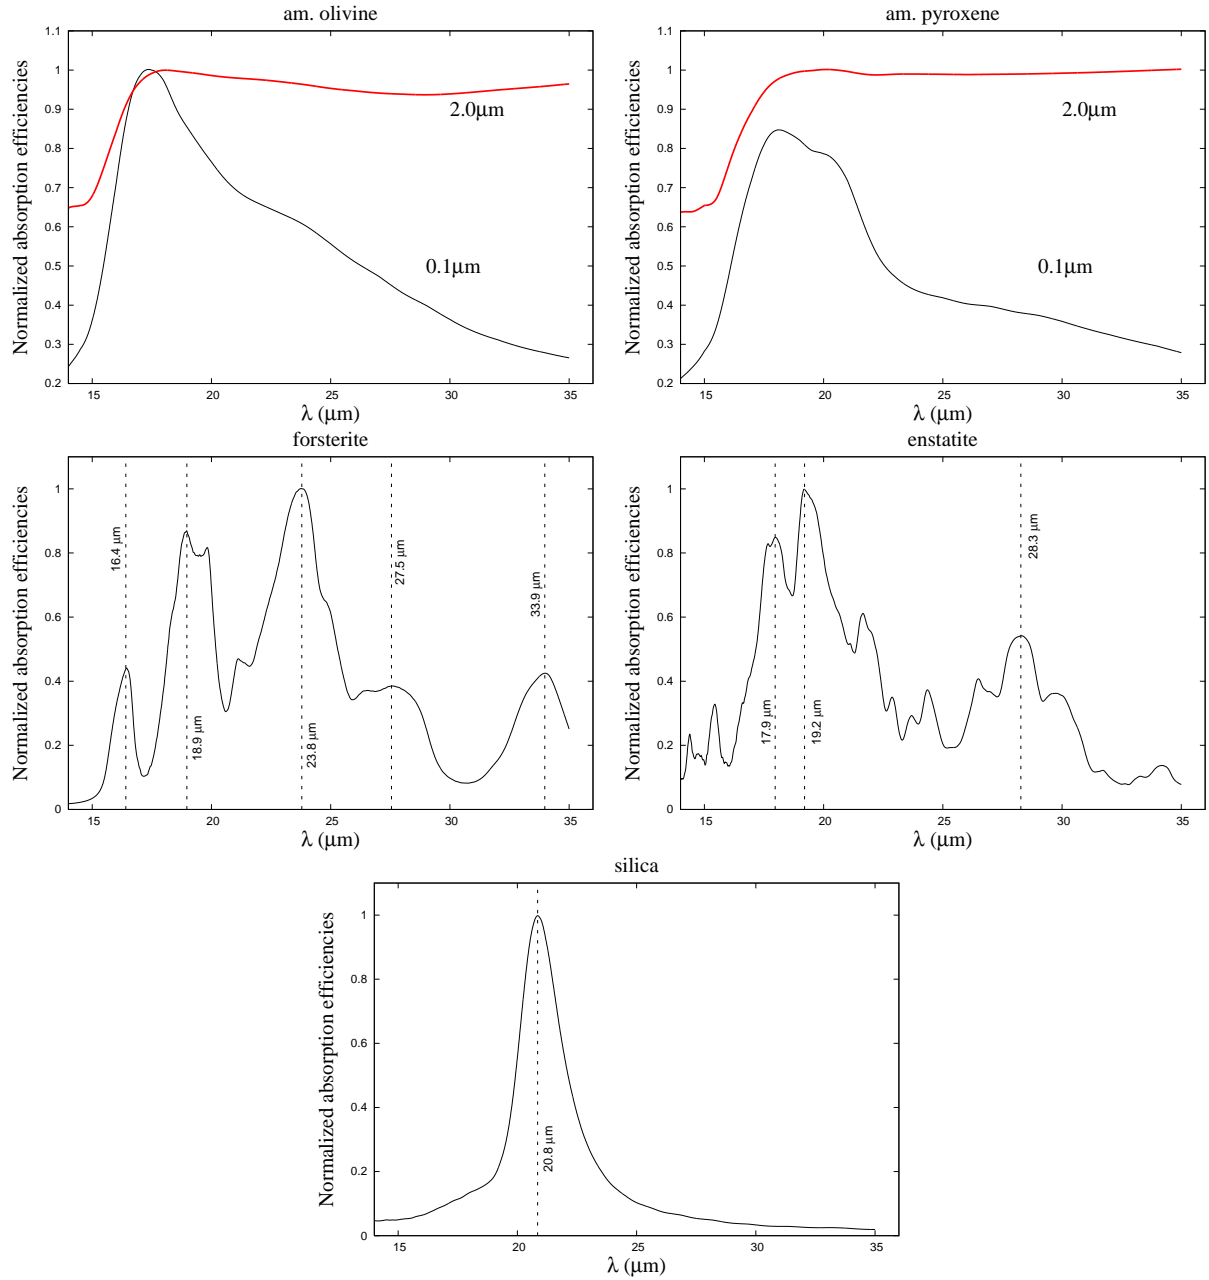 am. olivine
Normalized absorption efficiencies
1.1
1
0.9
0.8
0.7
0.6
0.5
0.4
0.3
0.2
2.0μm
0.1μm
15 20 25 30 35
λ (μm)
am. pyroxene
Normalized absorption efficiencies
1.1
1
0.9
0.8
0.7
0.6
0.5
0.4
0.3
0.2
2.0μm
0.1μm
15 20 25 30 35
λ (μm)
forsterite
Normalized absorption efficiencies
1
0.8
0.6
0.4
0.2
0
16.4 μm
18.9 μm
23.8 μm
27.5 μm
33.9 μm
15 20 25 30 35
λ (μm)
enstatite
Normalized absorption efficiencies
1
0.8
0.6
0.4
0.2
0
17.9 μm
19.2 μm
28.3 μm
15 20 25 30 35
λ (μm)
silica
Normalized absorption efficiencies
1
0.8
0.6
0.4
0.2
0
20.8 μm
15 20 25 30 35
λ (μm)